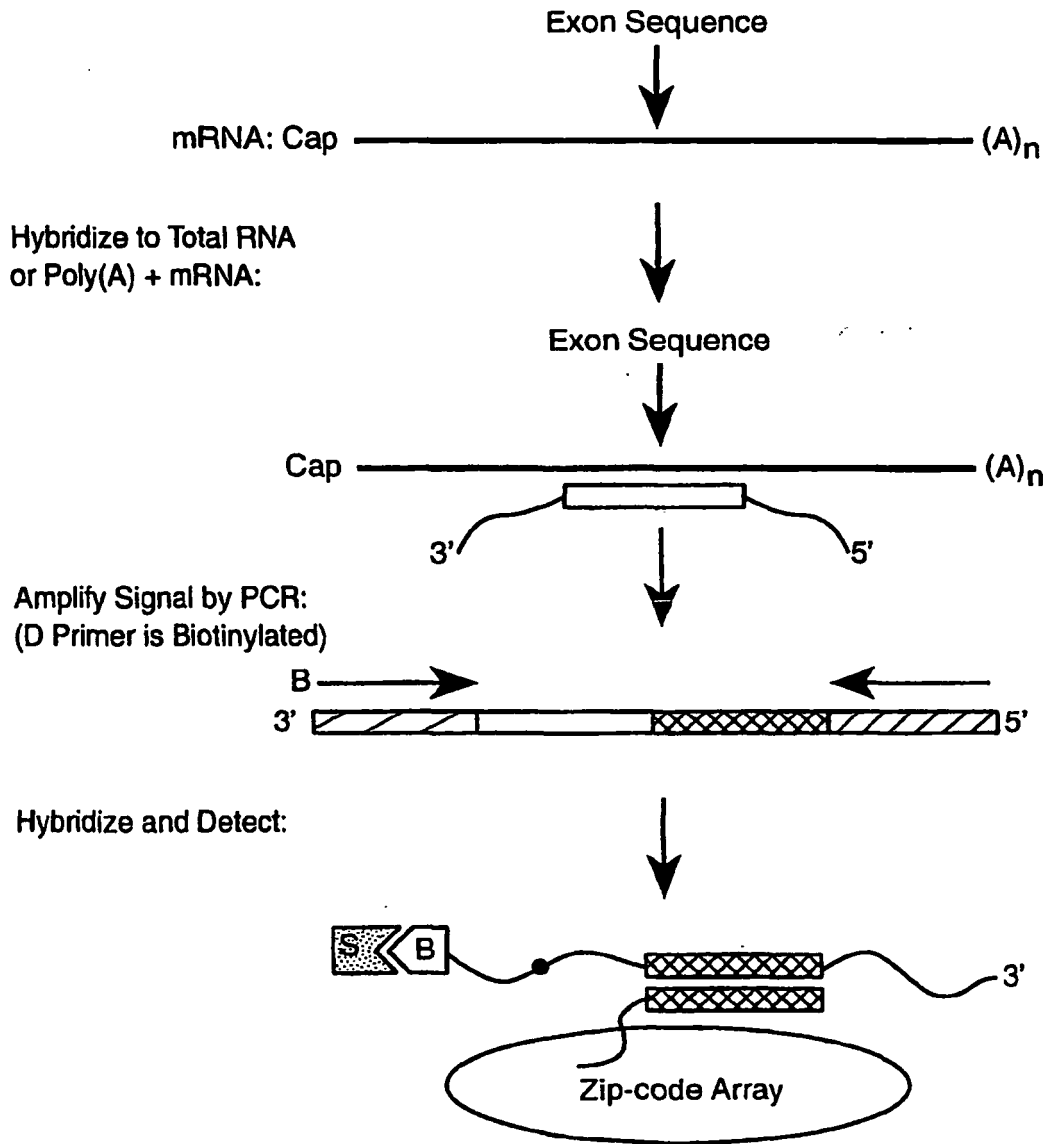 Exon Sequence
mRNA: Cap (A)n
Hybridize to Total RNA
or Poly(A) + mRNA:
Exon Sequence
Cap (A)n
3' 5'
Amplify Signal by PCR:
(D Primer is Biotinylated)
B
3' 5'
Hybridize and Detect:
S B 3'
Zip-code Array